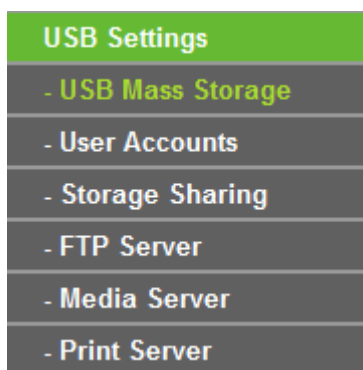 USB Settings
- USB Mass Storage
- User Accounts
- Storage Sharing
- FTP Server
- Media Server
- Print Server